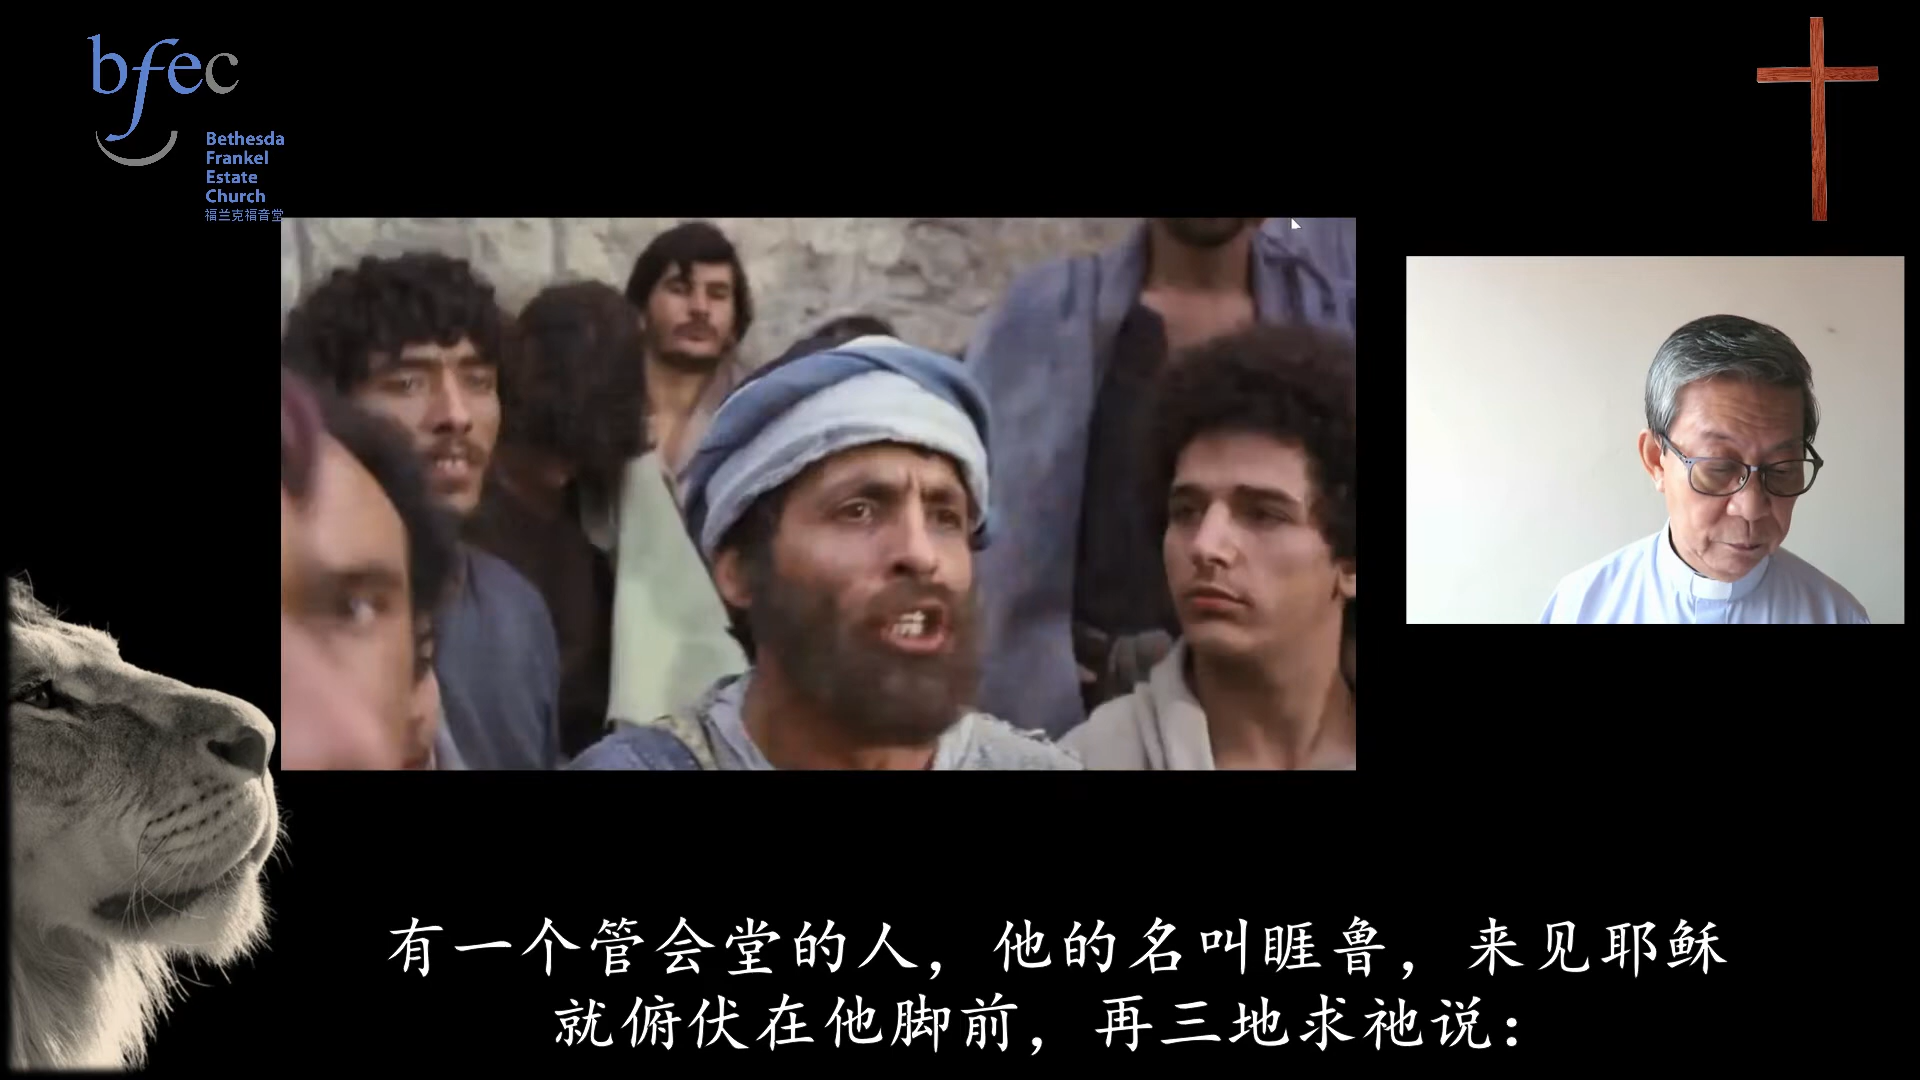 bfec
Bethesda
Frankel
Estate
Church
福兰克福音堂
有一个管会堂的人，他的名叫睚鲁，来见耶稣
就俯伏在他脚前，再三地求祂说：